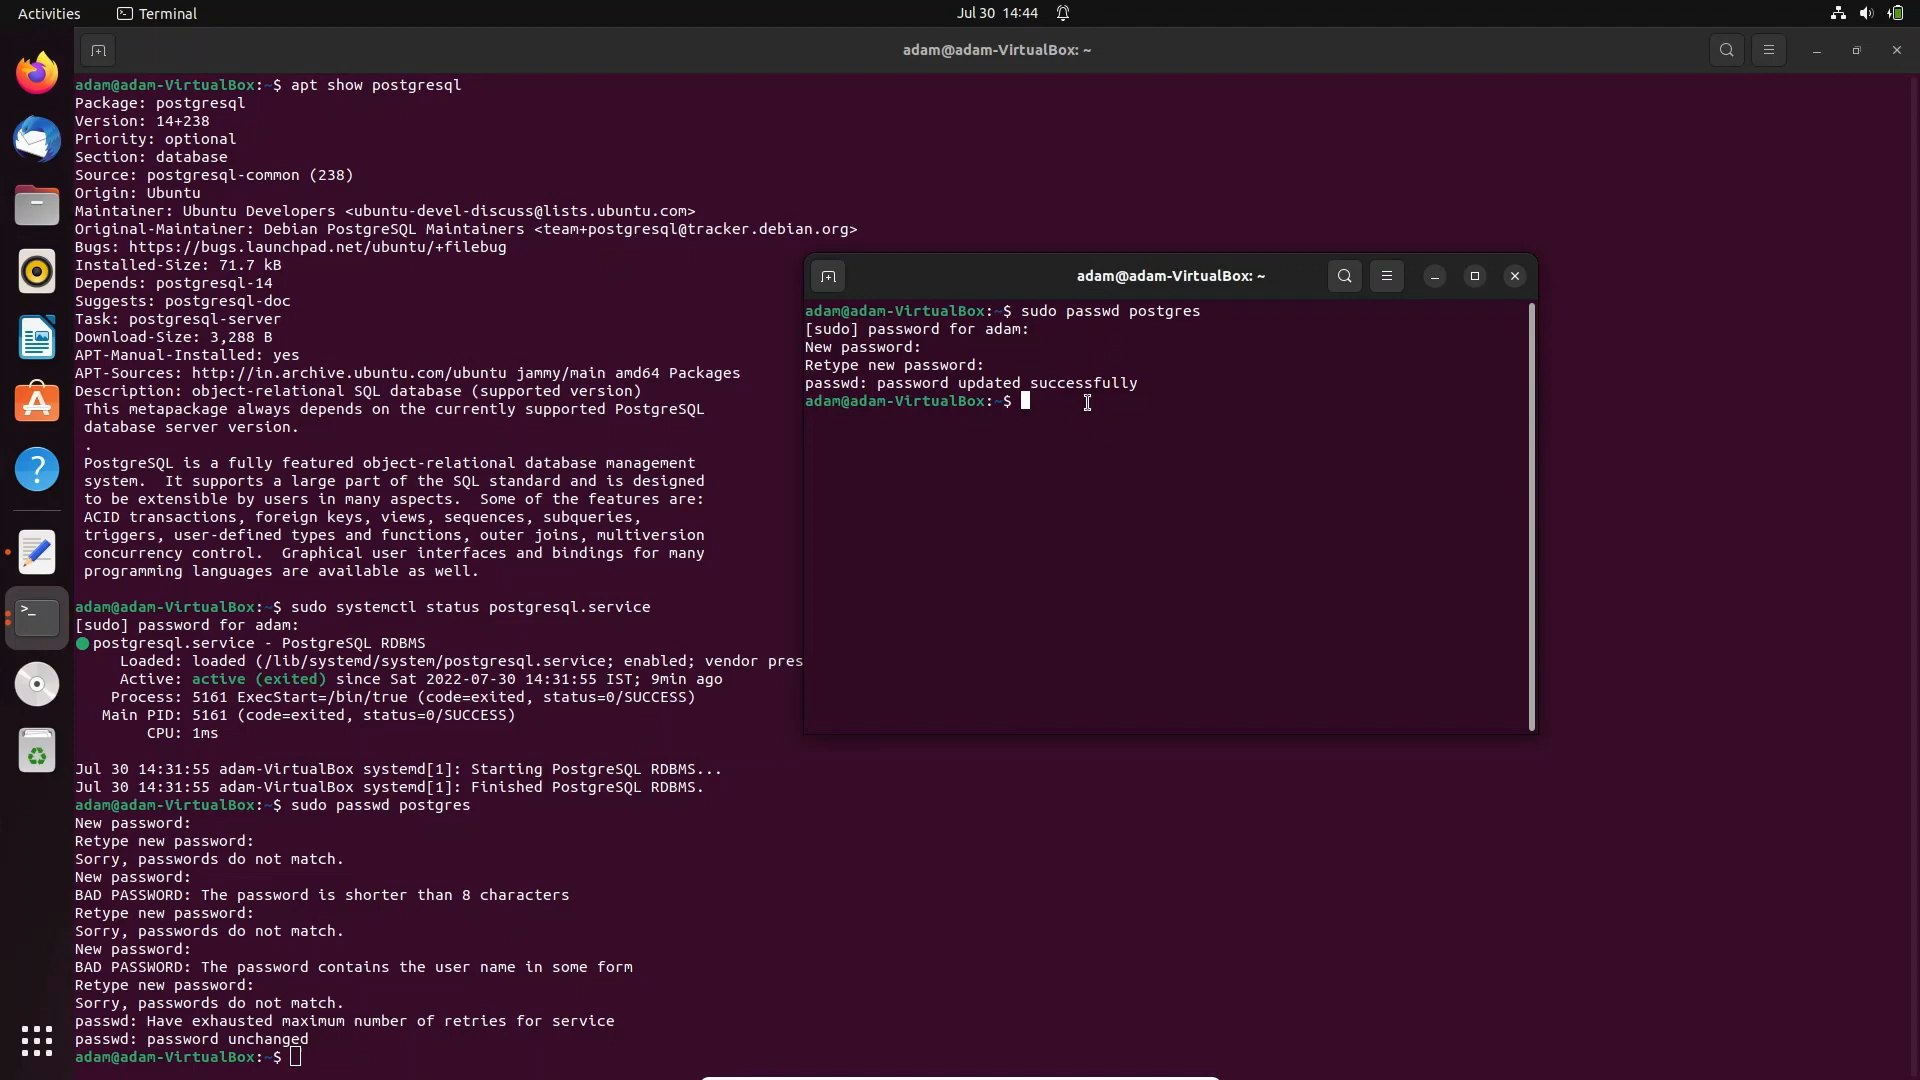 Activities
Terminal
Jul 30 14:44
adam@adam-VirtualBox: ~
adam@adam-VirtualBox:~$ apt show postgresql
Package: postgresql
Version: 14+238
Priority: optional
Section: database
Source: postgresql-common (238)
Origin: Ubuntu
Maintainer: Ubuntu Developers <ubuntu-devel-discuss@lists.ubuntu.com>
Original-Maintainer: Debian PostgreSQL Maintainers <team+postgresql@tracker.debian.org>
Bugs: https://bugs.launchpad.net/ubuntu/+filebug
Installed-Size: 71.7 kB
Depends: postgresql-14
Suggests: postgresql-doc
Task: postgresql-server
Download-Size: 3,288 B
APT-Manual-Installed: yes
APT-Sources: http://in.archive.ubuntu.com/ubuntu jammy/main amd64 Packages
Description: object-relational SQL database (supported version)
This metapackage always depends on the currently supported PostgreSQL
database server version.
.
PostgreSQL is a fully featured object-relational database management
system.  It supports a large part of the SQL standard and is designed
to be extensible by users in many aspects.  Some of the features are:
ACID transactions, foreign keys, views, sequences, subqueries,
triggers, user-defined types and functions, outer joins, multiversion
concurrency control.  Graphical user interfaces and bindings for many
programming languages are available as well.
adam@adam-VirtualBox:~$ sudo systemctl status postgresql.service
[sudo] password for adam:
postgresql.service - PostgreSQL RDBMS
Loaded: loaded (/lib/systemd/system/postgresql.service; enabled; vendor pres
Active: active (exited) since Sat 2022-07-30 14:31:55 IST; 9min ago
Process: 5161 ExecStart=/bin/true (code=exited, status=0/SUCCESS)
Main PID: 5161 (code=exited, status=0/SUCCESS)
CPU: 1ms
Jul 30 14:31:55 adam-VirtualBox systemd[1]: Starting PostgreSQL RDBMS...
Jul 30 14:31:55 adam-VirtualBox systemd[1]: Finished PostgreSQL RDBMS.
adam@adam-VirtualBox:~$ sudo passwd postgres
New password:
Retype new password:
Sorry, passwords do not match.
New password:
BAD PASSWORD: The password is shorter than 8 characters
Retype new password:
Sorry, passwords do not match.
New password:
BAD PASSWORD: The password contains the user name in some form
Retype new password:
Sorry, passwords do not match.
passwd: Have exhausted maximum number of retries for service
passwd: password unchanged
adam@adam-VirtualBox:~$
adam@adam-VirtualBox: ~
adam@adam-VirtualBox:~$ sudo passwd postgres
[sudo] password for adam:
New password:
Retype new password:
passwd: password updated successfully
adam@adam-VirtualBox:~$